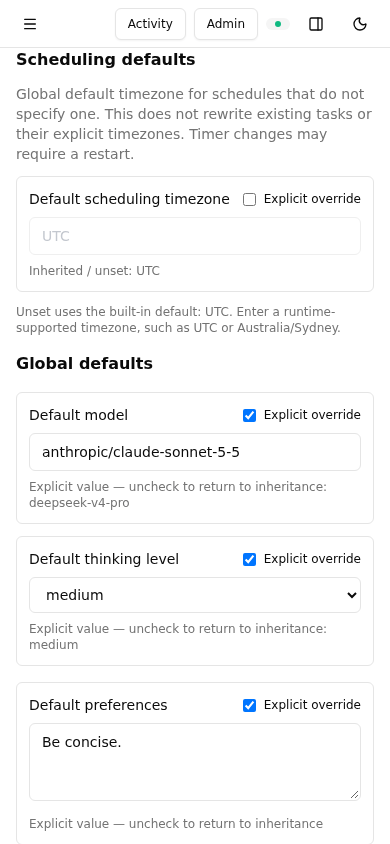 Activity
Admin
Scheduling defaults
Global default timezone for schedules that do not
specify one. This does not rewrite existing tasks or
their explicit timezones. Timer changes may
require a restart.
Default scheduling timezone
Explicit override
UTC
Inherited / unset: UTC
Unset uses the built-in default: UTC. Enter a runtime-
supported timezone, such as UTC or Australia/Sydney.
Global defaults
Default model
Explicit override
anthropic/claude-sonnet-5-5
Explicit value — uncheck to return to inheritance:
deepseek-v4-pro
Default thinking level
Explicit override
medium
Explicit value — uncheck to return to inheritance:
medium
Default preferences
Explicit override
Be concise.
Explicit value — uncheck to return to inheritance